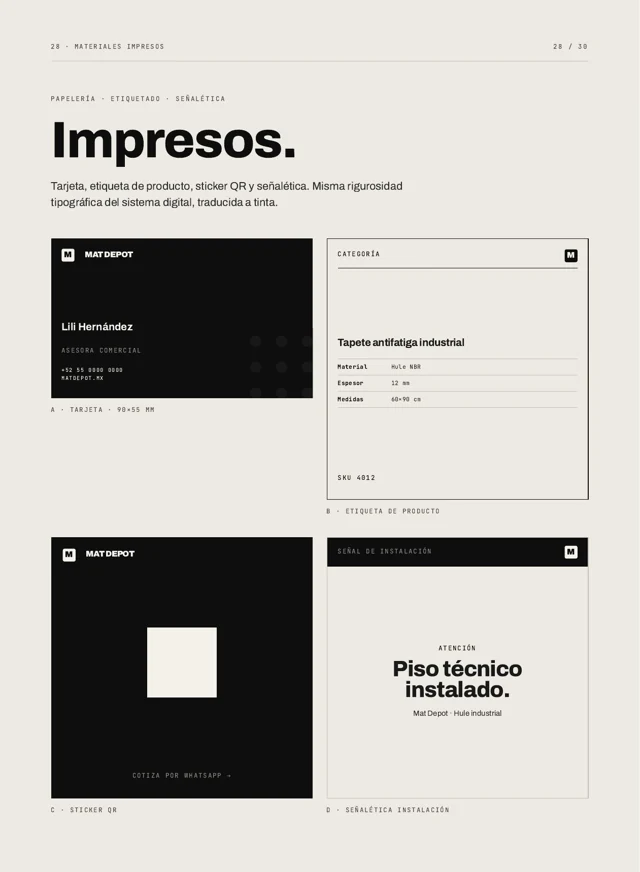 28 · MATERIALES IMPRESOS
28 / 30
PAPELERÍA · ETIQUETADO · SEÑALÉTICA
Impresos.
Tarjeta, etiqueta de producto, sticker QR y señalética. Misma rigurosidad
tipográfica del sistema digital, traducida a tinta.
M MAT DEPOT
Lili Hernández
ASESORA COMERCIAL
+52 55 0000 0000
MATDEPOT.MX
A · TARJETA · 90×55 MM
CATEGORÍA
M
Tapete antifatiga industrial
Material Hule NBR
Espesor 12 mm
Medidas 60×90 cm
SKU 4012
B · ETIQUETA DE PRODUCTO
M MAT DEPOT
COTIZA POR WHATSAPP →
C · STICKER QR
SEÑAL DE INSTALACIÓN
M
ATENCIÓN
Piso técnico
instalado.
Mat Depot · Hule industrial
D · SEÑALÉTICA INSTALACIÓN